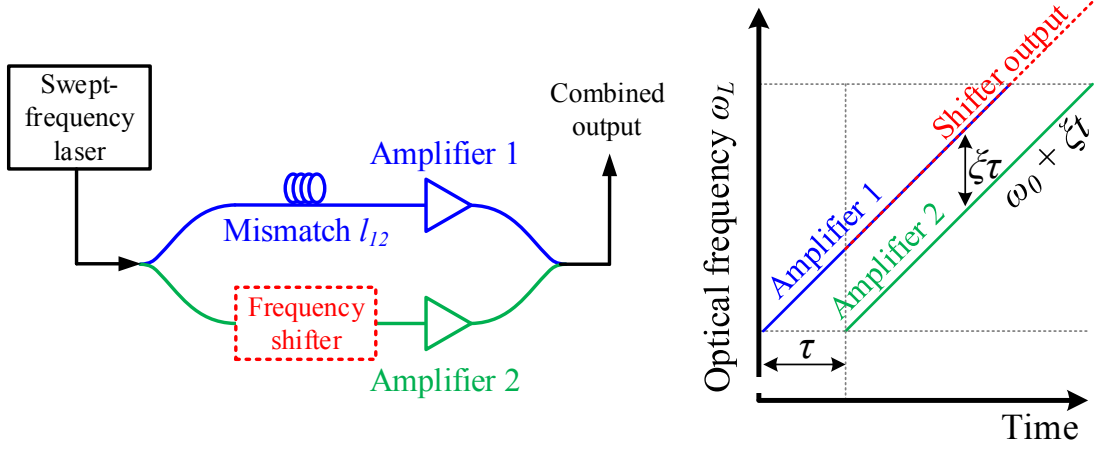 Swept-
frequency
laser
Amplifier 1
Mismatch l12
Frequency
shifter
Amplifier 2
Combined
output
Optical frequency ωL
Amplifier 1
Shifter output
Amplifier 2
ξτ
ω0 + ξt
τ
Time